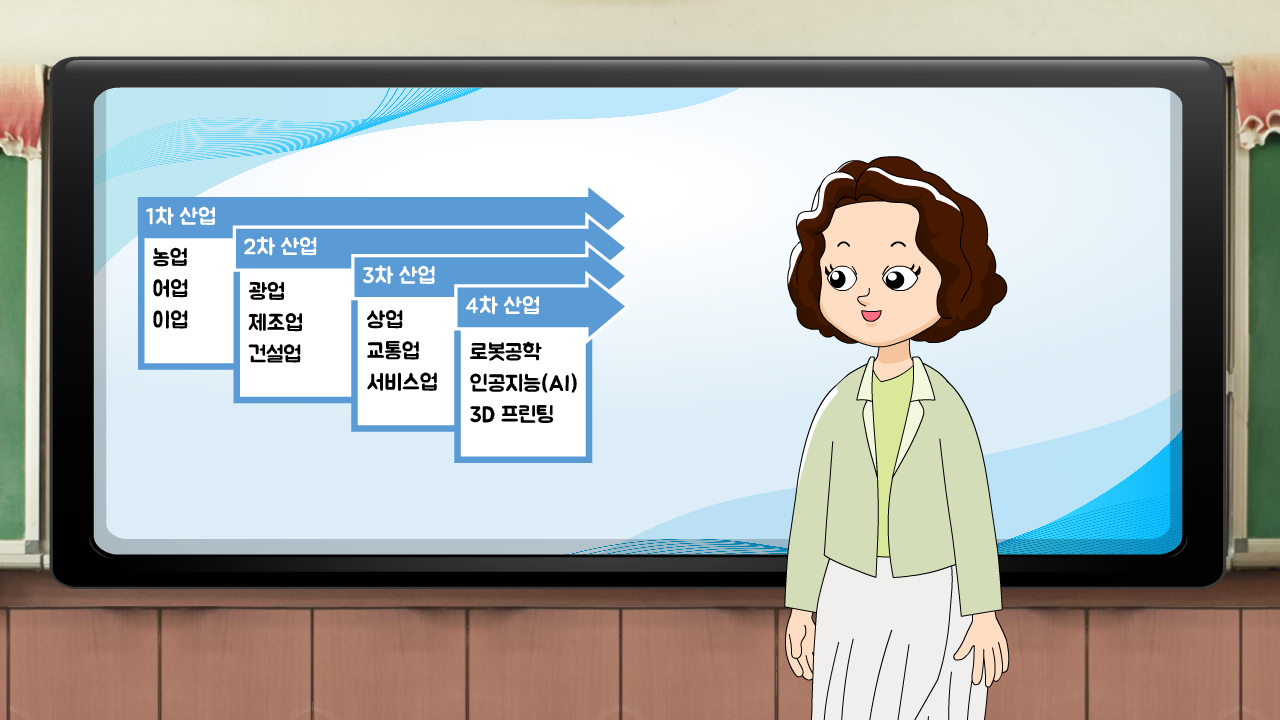 1차 산업
농업
어업
이업
2차 산업
광업
제조업
건설업
3차 산업
상업
교통업
서비스업
4차 산업
로봇공학
인공지능(AI)
3D 프린팅